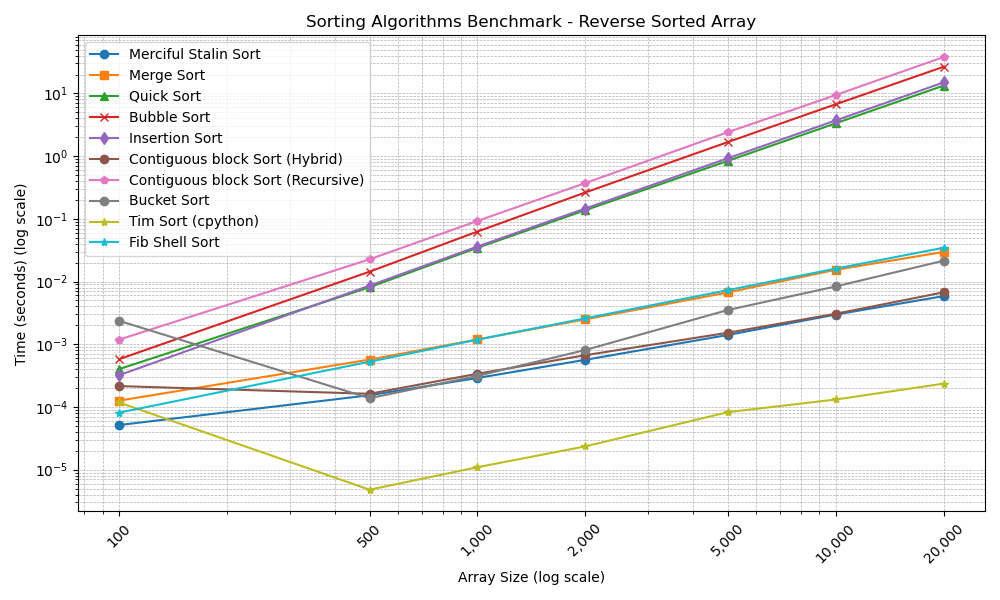 Sorting Algorithms Benchmark - Reverse Sorted Array
Merciful Stalin Sort
Merge Sort
Quick Sort
Bubble Sort
Insertion Sort
Contiguous block Sort (Hybrid)
Contiguous block Sort (Recursive)
Bucket Sort
Tim Sort (cpython)
Fib Shell Sort
Time (seconds) (log scale)
10¹
10⁰
10⁻¹
10⁻²
10⁻³
10⁻⁴
10⁻⁵
100
500
1,000
2,000
5,000
10,000
20,000
Array Size (log scale)